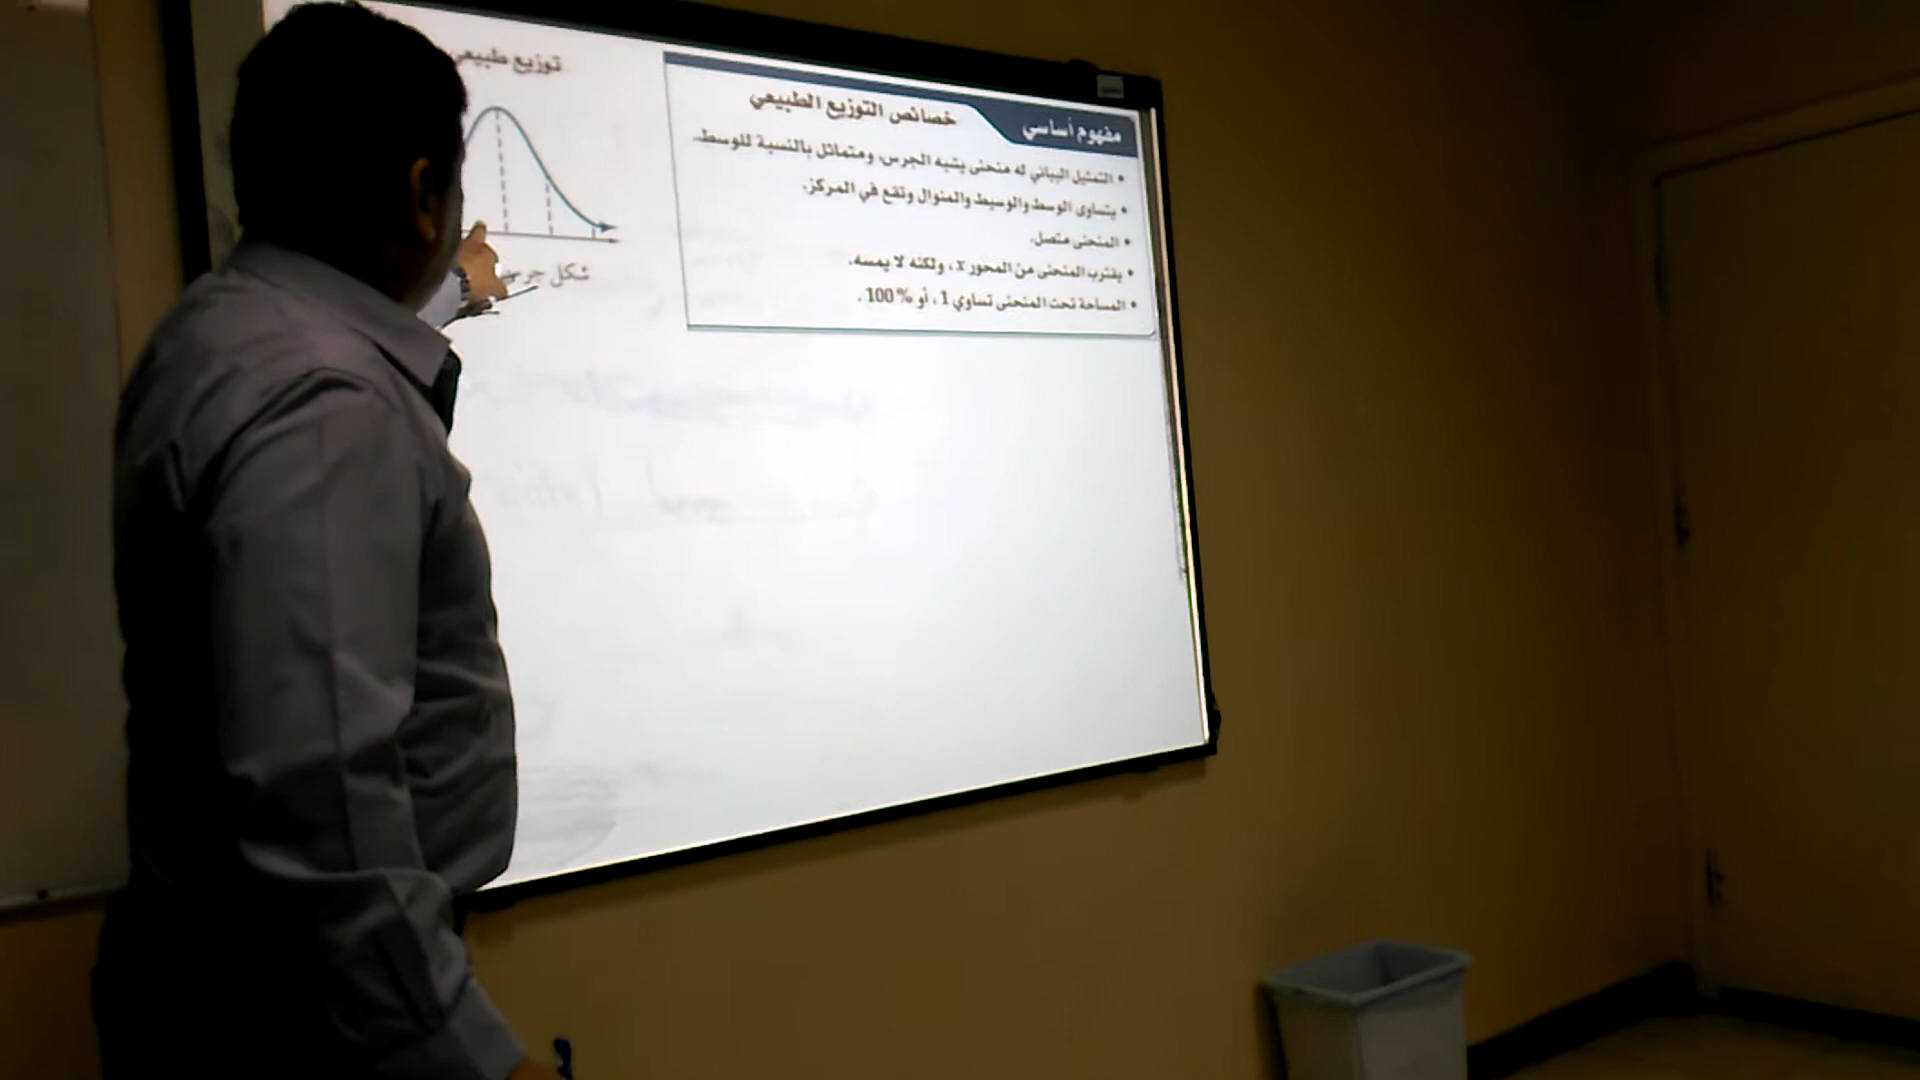 مفهوم أساسي
خصائص التوزيع الطبيعي
• التمثيل البياني له منحنى يشبه الجرس، ومتماثل بالنسبة للوسط.
• يتساوى الوسط والوسيط والمنوال وتقع في المركز.
• المنحنى متصل.
• يقترب المنحنى من المحور x ، ولكنه لا يمسه.
• المساحة تحت المنحنى تساوي 1 ، أو 100% .
توزيع طبيعي
شكل